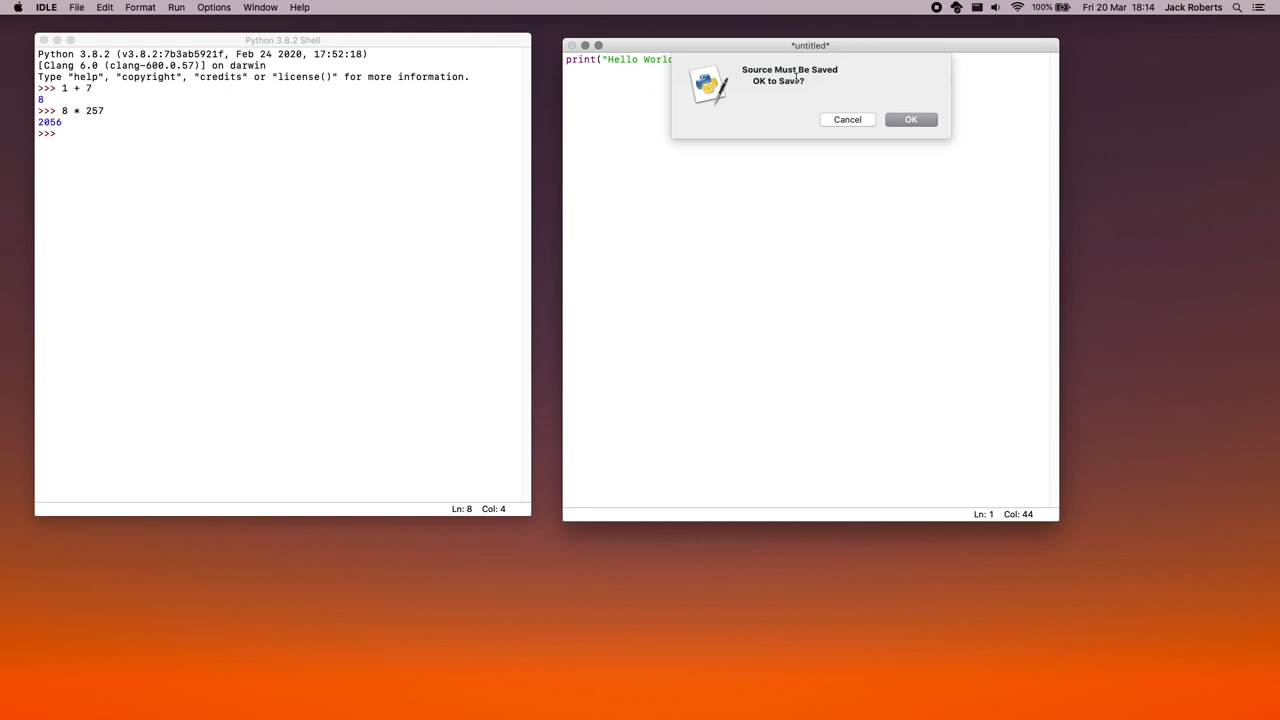 IDLE File Edit Format Run Options Window Help 100% Fri 20 Mar 18:14 Jack Roberts
Python 3.8.2 Shell
Python 3.8.2 (v3.8.2:7b3ab5921f, Feb 24 2020, 17:52:18)
[Clang 6.0 (clang-600.0.57)] on darwin
Type "help", "copyright", "credits" or "license()" for more information.
>>> 1 + 7
8
>>> 8 * 257
2056
>>>
Ln: 8 Col: 4
*untitled*
print("Hello Worl
Source Must Be Saved
OK to Save?
Cancel OK
Ln: 1 Col: 44